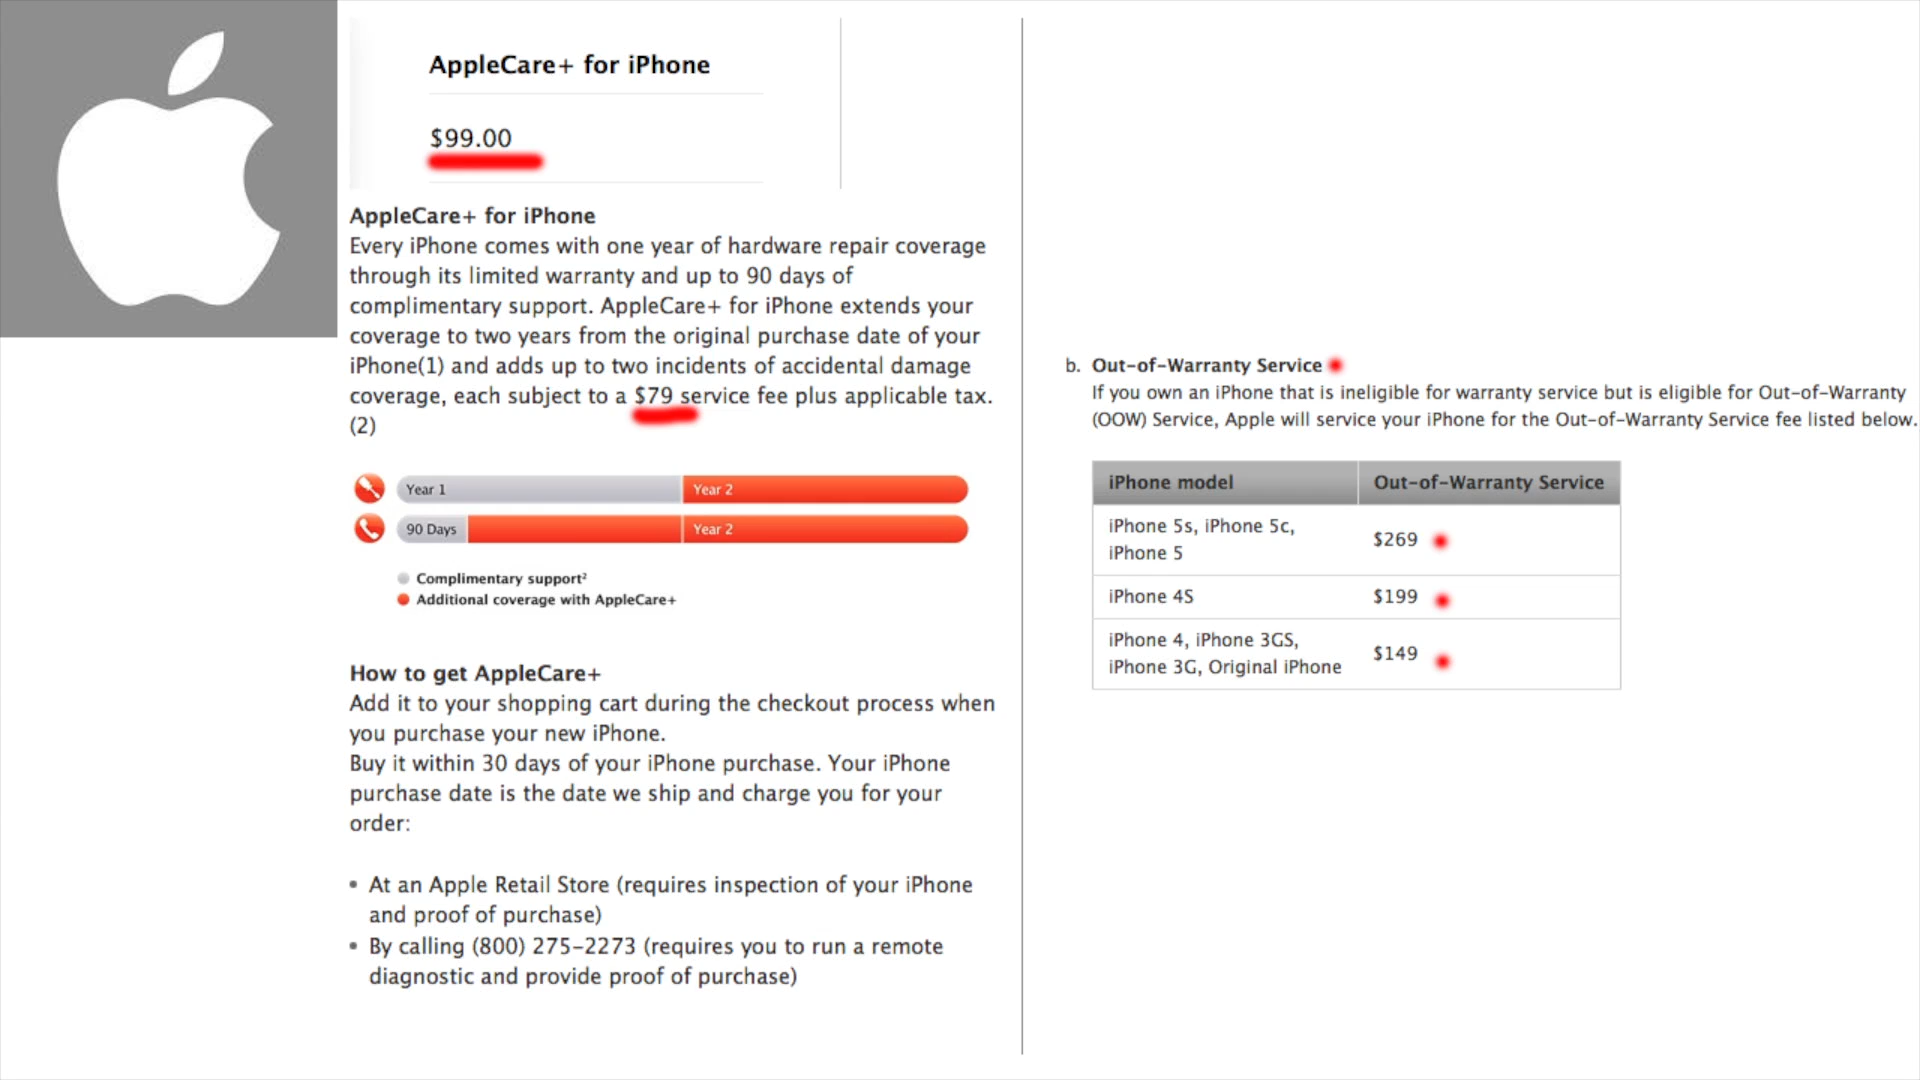 AppleCare+ for iPhone
$99.00
AppleCare+ for iPhone
Every iPhone comes with one year of hardware repair coverage
through its limited warranty and up to 90 days of
complimentary support. AppleCare+ for iPhone extends your
coverage to two years from the original purchase date of your
iPhone(1) and adds up to two incidents of accidental damage
coverage, each subject to a $79 service fee plus applicable tax.
(2)
Year 1 Year 2
90 Days Year 2
Complimentary support²
Additional coverage with AppleCare+
How to get AppleCare+
Add it to your shopping cart during the checkout process when
you purchase your new iPhone.
Buy it within 30 days of your iPhone purchase. Your iPhone
purchase date is the date we ship and charge you for your
order:
• At an Apple Retail Store (requires inspection of your iPhone
and proof of purchase)
• By calling (800) 275-2273 (requires you to run a remote
diagnostic and provide proof of purchase)
b. Out-of-Warranty Service
If you own an iPhone that is ineligible for warranty service but is eligible for Out-of-Warranty
(OOW) Service, Apple will service your iPhone for the Out-of-Warranty Service fee listed below.
iPhone model Out-of-Warranty Service
iPhone 5s, iPhone 5c,
iPhone 5 $269
iPhone 4S $199
iPhone 4, iPhone 3GS,
iPhone 3G, Original iPhone $149